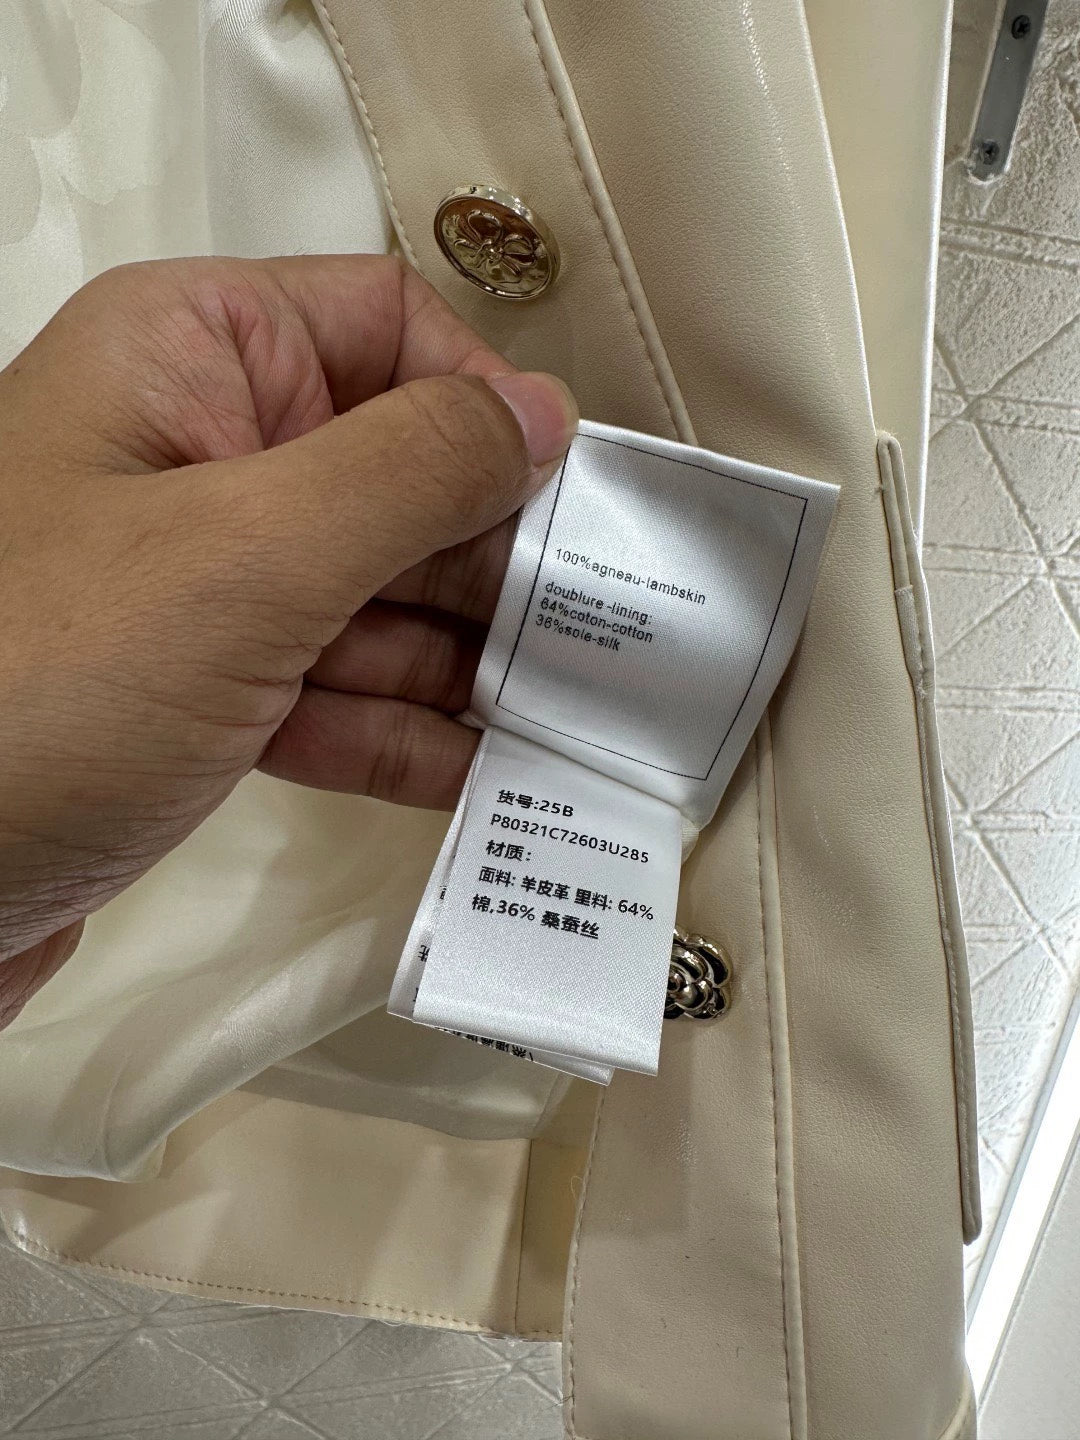 100%agneau-lambskin
doublure -lining:
64%coton-cotton
36%soie-silk
货号:25B
P80321C72603U285
材质:
面料: 羊皮革 里料: 64%
棉,36% 桑蚕丝